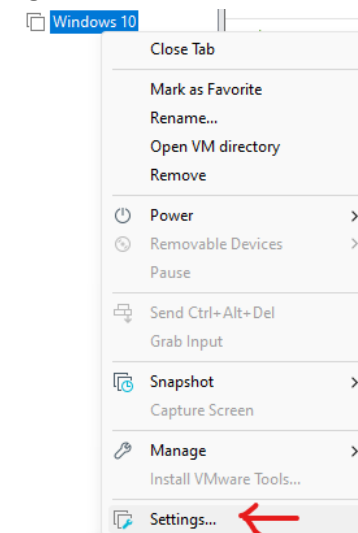 Windows 10
Close Tab
Mark as Favorite
Rename...
Open VM directory
Remove
Power
Removable Devices
Pause
Send Ctrl+Alt+Del
Grab Input
Snapshot
Capture Screen
Manage
Install VMware Tools...
Settings...